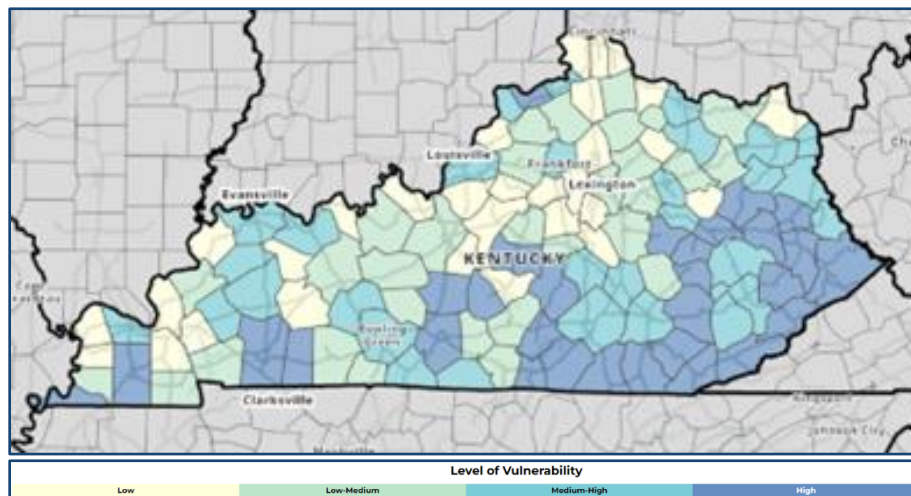 Cincinnati
Louisville
Frankfort
Lexington
Evansville
KENTUCKY
Bowling
Green
Clarksville
Kingsport
Johnson City
Nashville
Level of Vulnerability
Low
Low-Medium
Medium-High
High